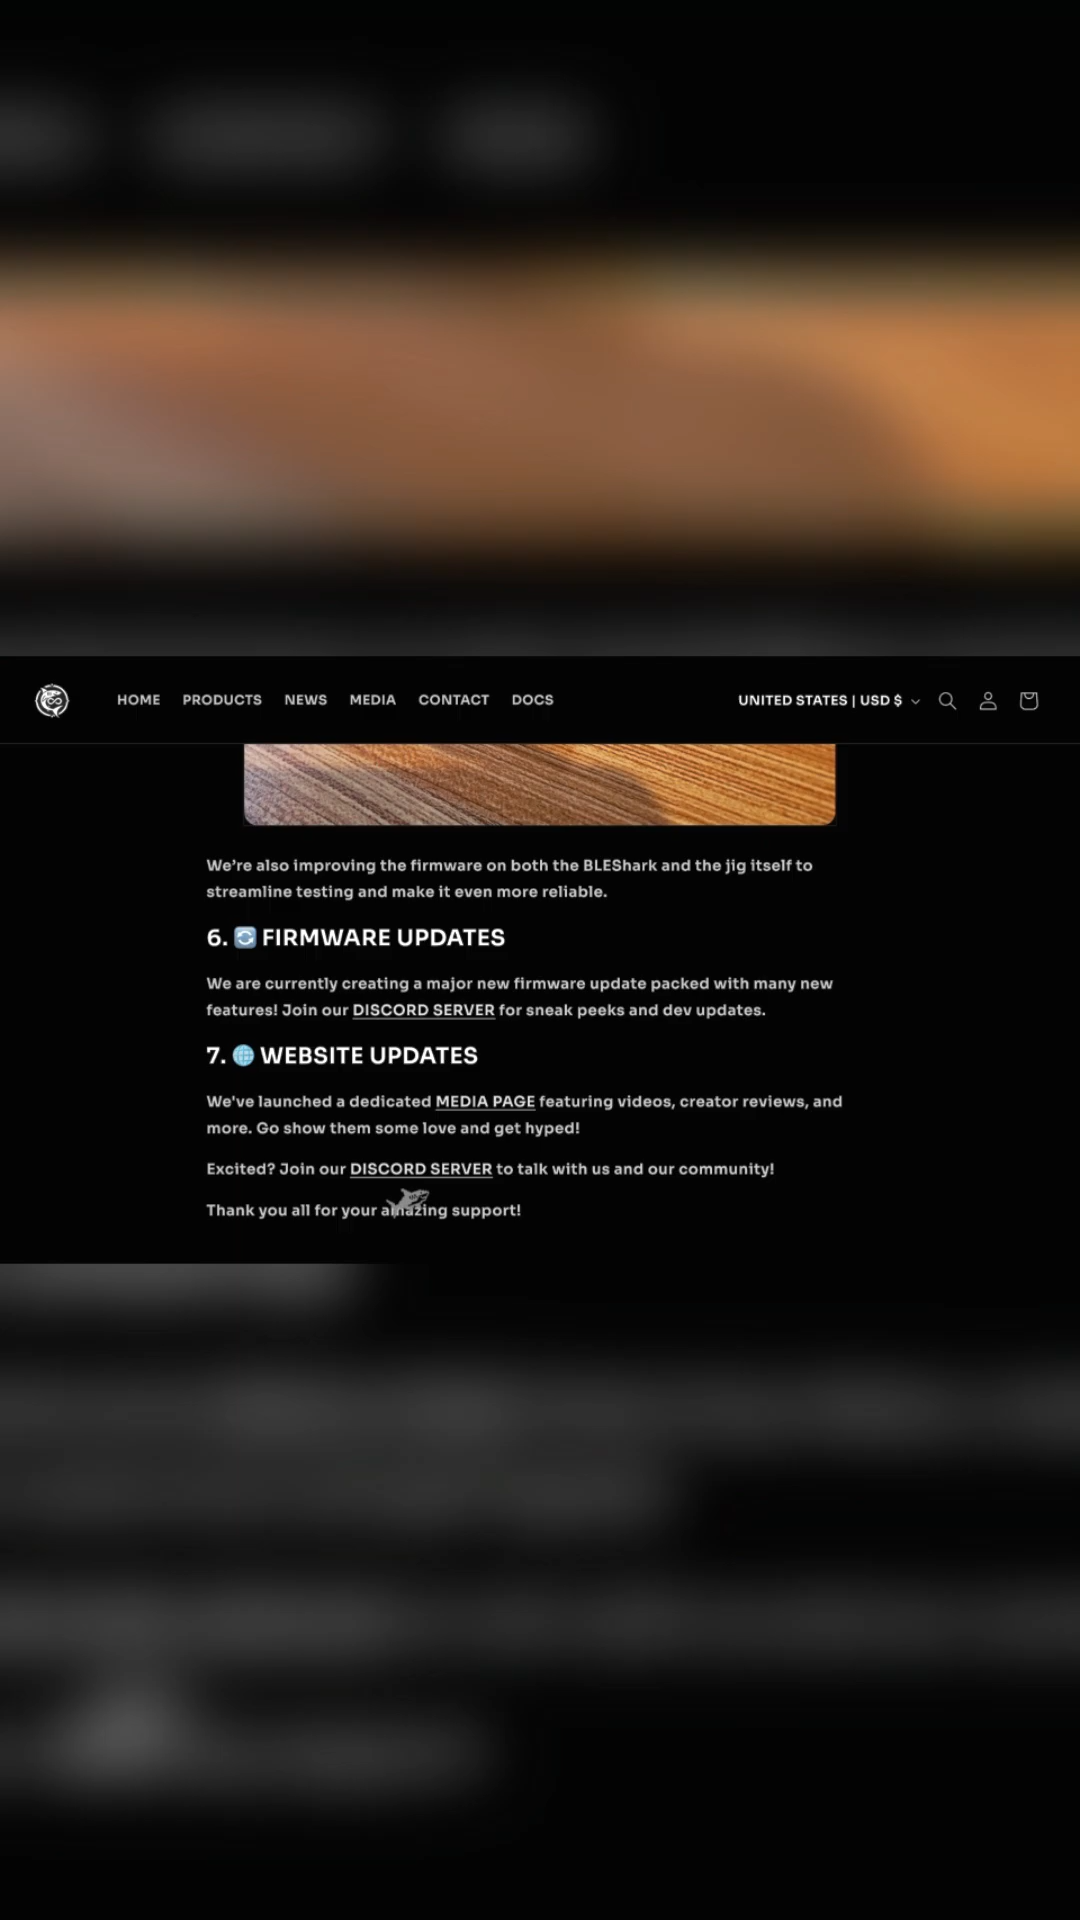 HOME PRODUCTS NEWS MEDIA CONTACT DOCS UNITED STATES | USD $
We’re also improving the firmware on both the BLEShark and the jig itself to
streamline testing and make it even more reliable.
6. 🔄 FIRMWARE UPDATES
We are currently creating a major new firmware update packed with many new
features! Join our DISCORD SERVER for sneak peeks and dev updates.
7. 🌐 WEBSITE UPDATES
We've launched a dedicated MEDIA PAGE featuring videos, creator reviews, and
more. Go show them some love and get hyped!
Excited? Join our DISCORD SERVER to talk with us and our community!
Thank you all for your amazing support!